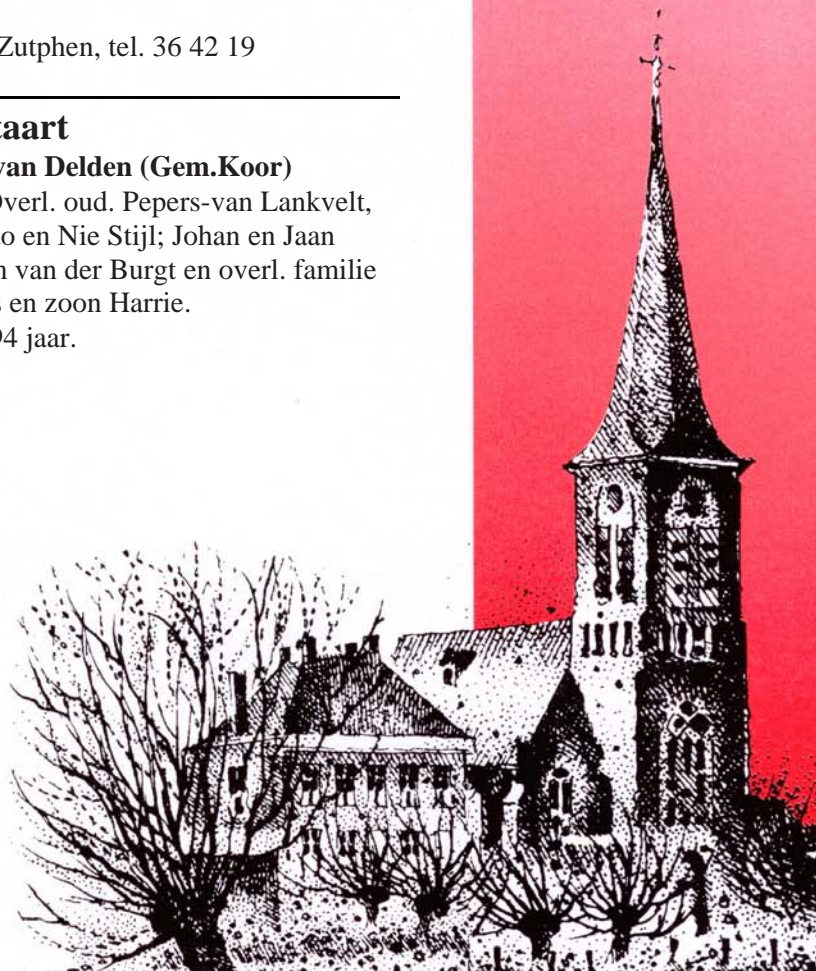 Zutphen, tel. 36 42 19
taart
van Delden (Gem.Koor)
Overl. oud. Pepers-van Lankvelt,
o en Nie Stijl; Johan en Jaan
n van der Burgt en overl. familie
s en zoon Harrie.
94 jaar.